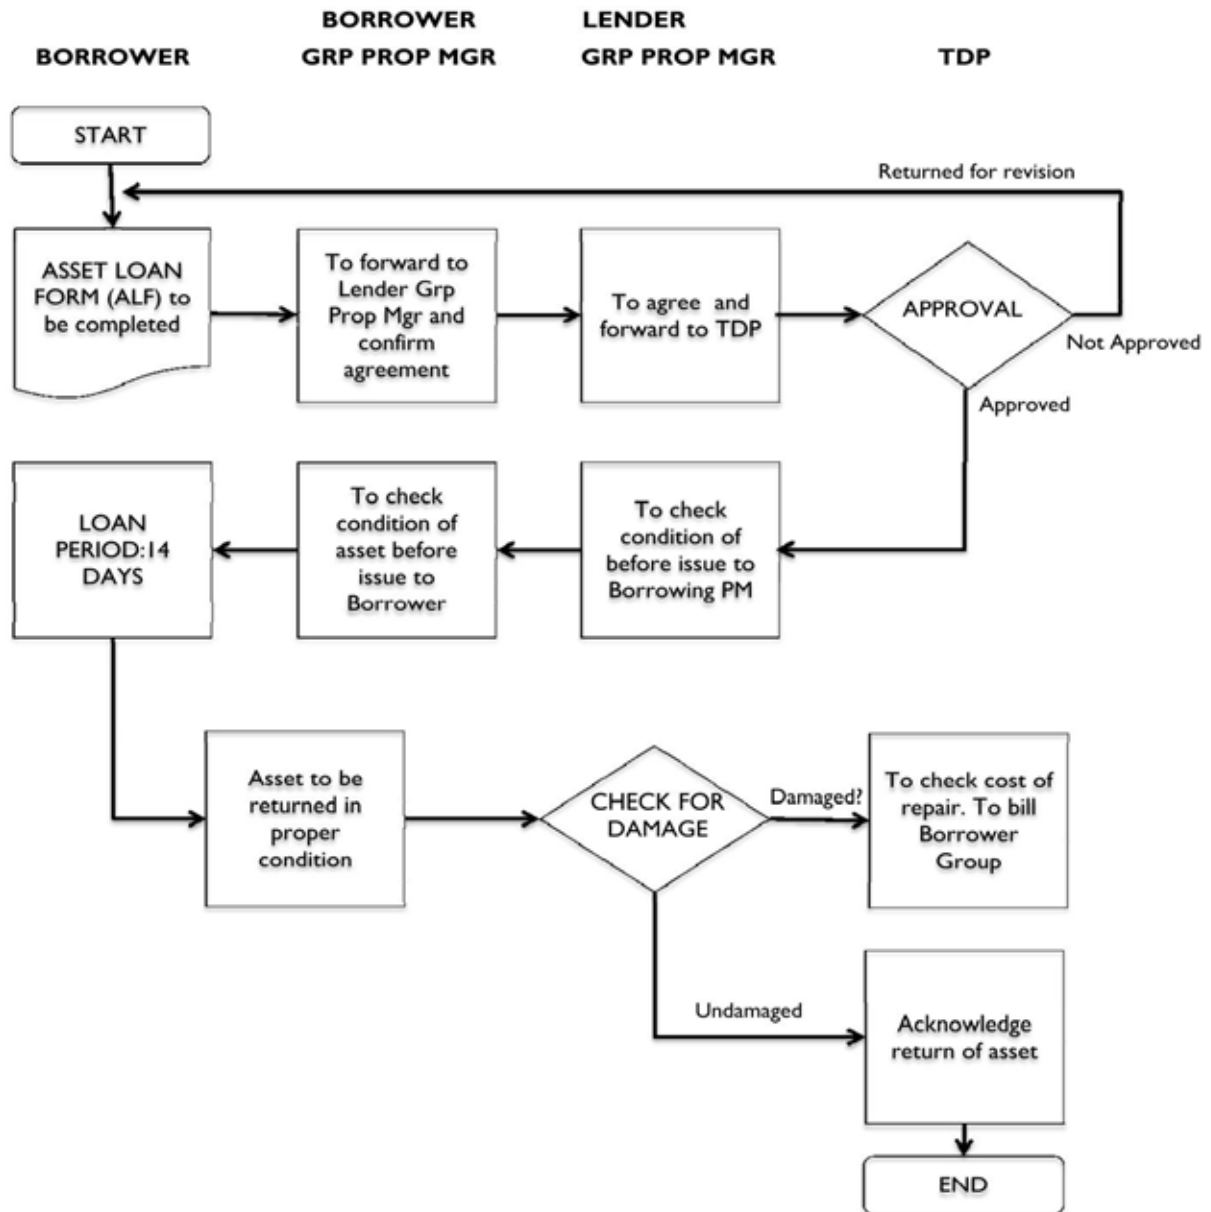 BORROWER
BORROWER
GRP PROP MGR
LENDER
GRP PROP MGR
TDP
START
Returned for revision
ASSET LOAN
FORM (ALF) to
be completed
To forward to
Lender Grp
Prop Mgr and
confirm
agreement
To agree and
forward to TDP
APPROVAL
Not Approved
Approved
LOAN
PERIOD:14
DAYS
To check
condition of
asset before
issue to
Borrower
To check
condition of
before issue to
Borrowing PM
Asset to be
returned in
proper
condition
CHECK FOR
DAMAGE
Damaged?
To check cost of
repair. To bill
Borrower
Group
Undamaged
Acknowledge
return of asset
END